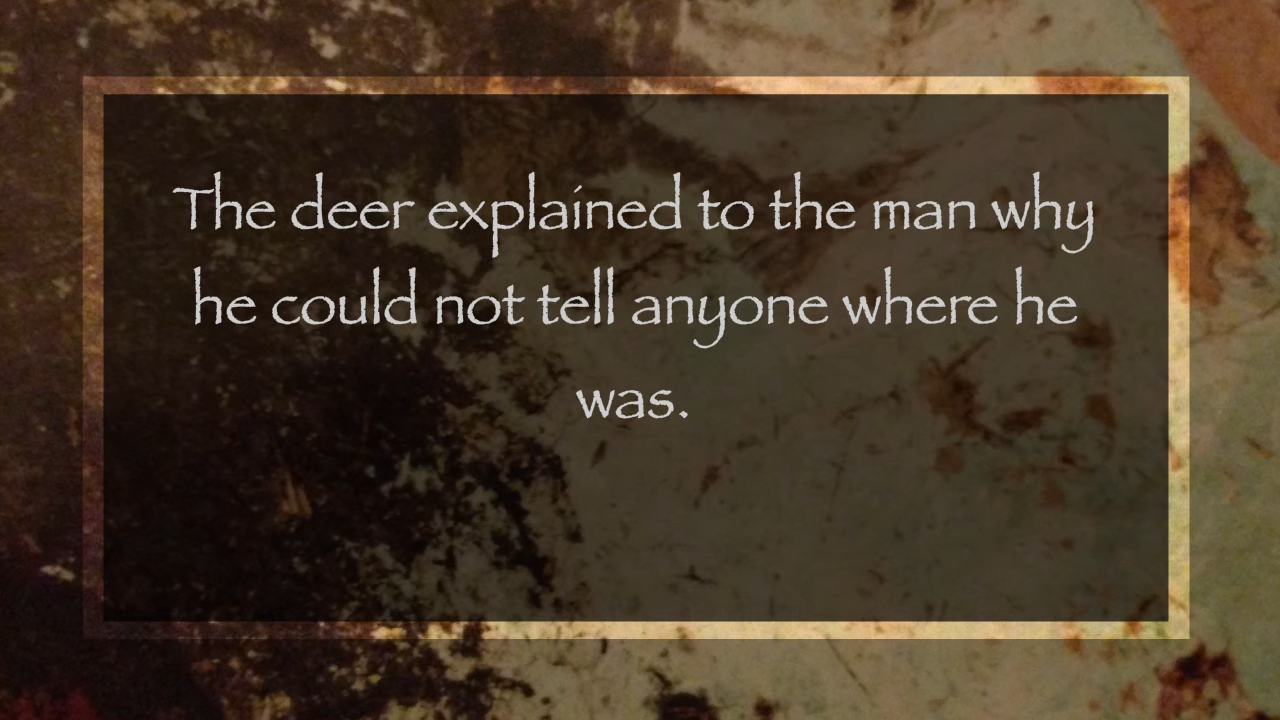 The deer explained to the man why
he could not tell anyone where he
was.